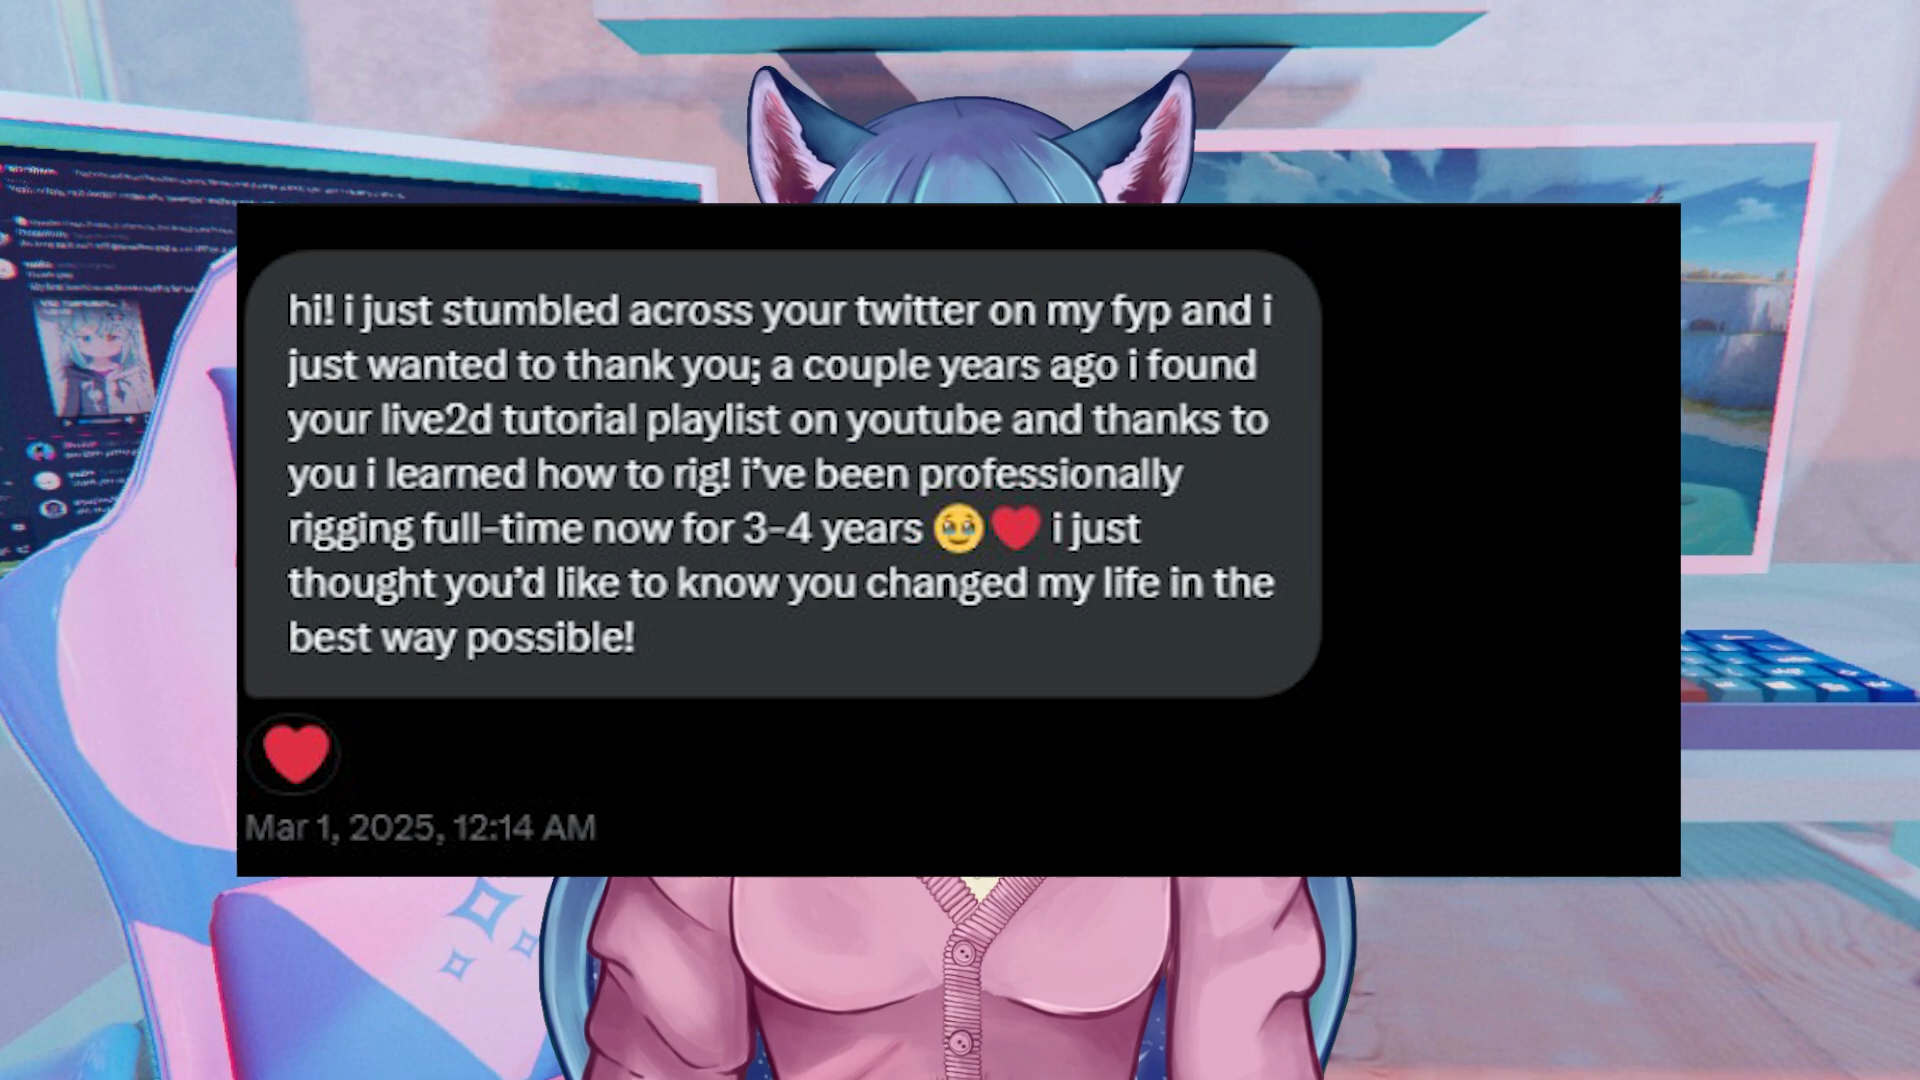 hi! i just stumbled across your twitter on my fyp and i
just wanted to thank you; a couple years ago i found
your live2d tutorial playlist on youtube and thanks to
you i learned how to rig! i've been professionally
rigging full-time now for 3-4 years 🥹❤️ i just
thought you'd like to know you changed my life in the
best way possible!
Mar 1, 2025, 12:14 AM